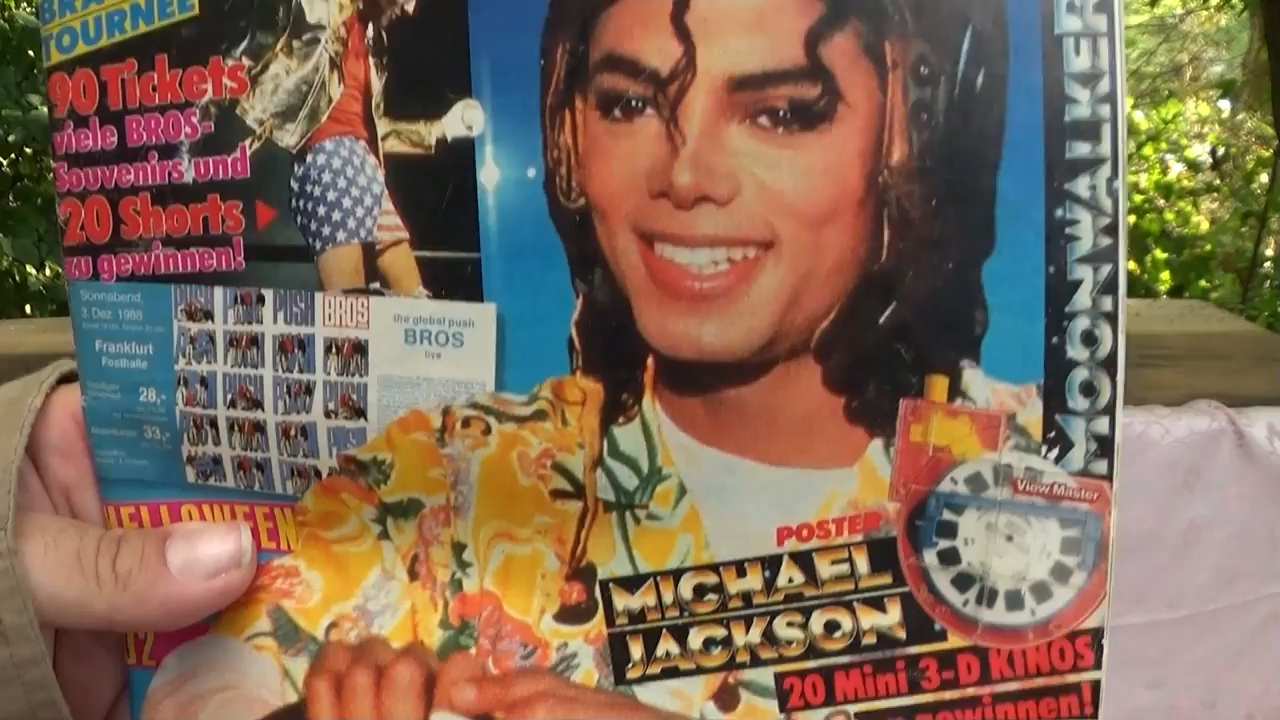 TOURNEE
90 Tickets
viele BROS-
Souvenirs und
20 Shorts
zu gewinnen!
Sonnabend,
3. Dez. 1988
Frankfurt
Festhalle
28,-
33,-
PUSH BROS
the global push
BROS
live
HELLOWEEN
U2
MOONWALKER
View Master
POSTER
MICHAEL
JACKSON
20 Mini 3-D KINOS
gewinnen!